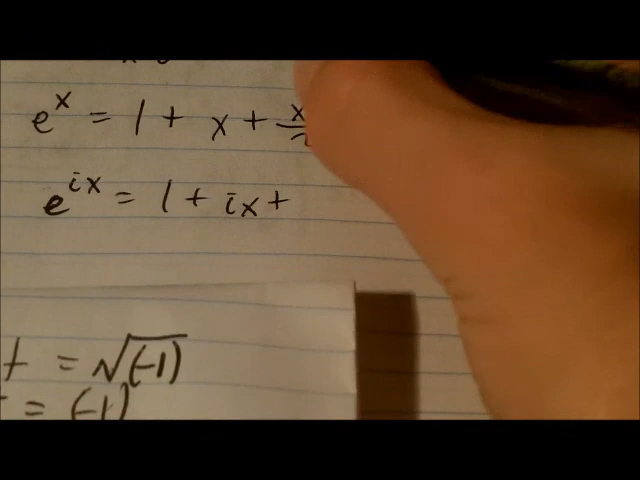 e^x = 1 + x + x
e^{ix} = 1 + ix +
= √(-1)
= (-1)